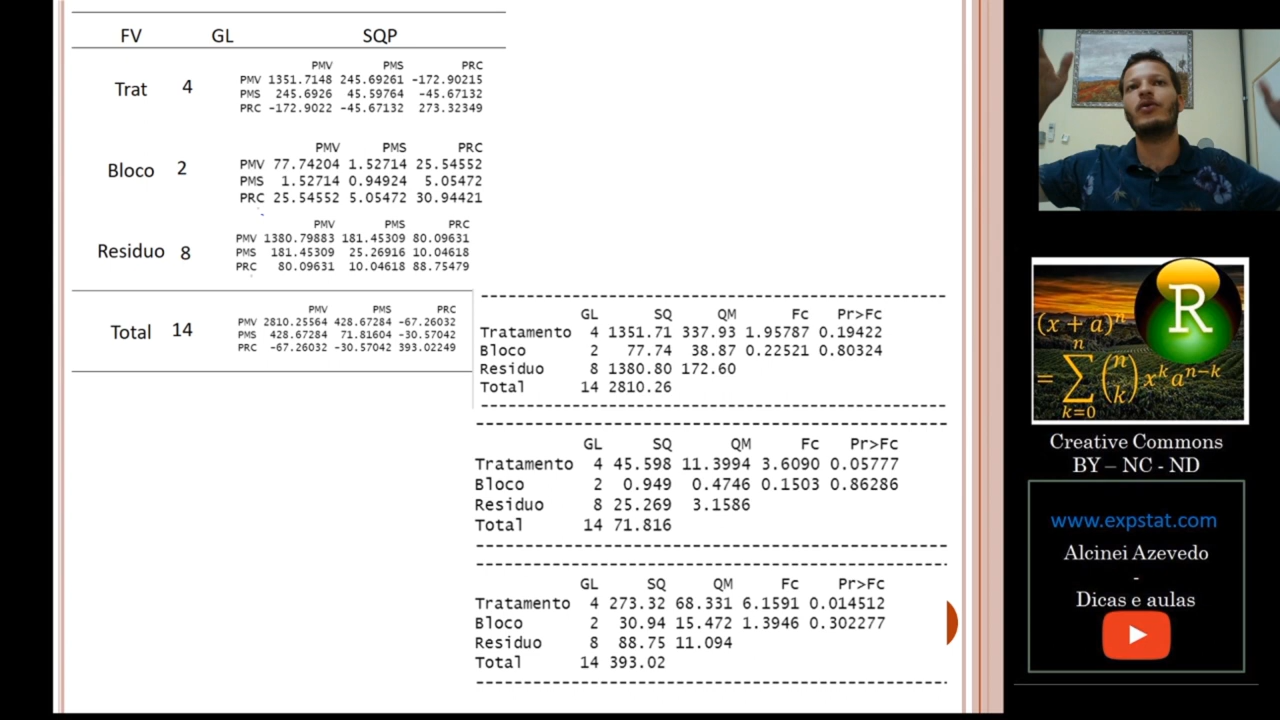 FV GL SQP
PMV PMS PRC
Trat 4 PMV 1351.7148 245.69261 -172.90215
PMS 245.6926 45.59764 -45.67132
PRC -172.9022 -45.67132 273.32349
PMV PMS PRC
Bloco 2 PMV 77.74204 1.52714 25.54552
PMS 1.52714 0.94924 5.05472
PRC 25.54552 5.05472 30.94421
PMV PMS PRC
Residuo 8 PMV 1380.79883 181.45309 80.09631
PMS 181.45309 25.26916 10.04618
PRC 80.09631 10.04618 88.75479
PMV PMS PRC
Total 14 PMV 2810.25564 428.67284 -67.26032
PMS 428.67284 71.81604 -30.57042
PRC -67.26032 -30.57042 393.02249
GL SQ QM Fc Pr>Fc
Tratamento 4 1351.71 337.93 1.95787 0.19422
Bloco 2 77.74 38.87 0.22521 0.80324
Residuo 8 1380.80 172.60
Total 14 2810.26
GL SQ QM Fc Pr>Fc
Tratamento 4 45.598 11.3994 3.6090 0.05777
Bloco 2 0.949 0.4746 0.1503 0.86286
Residuo 8 25.269 3.1586
Total 14 71.816
GL SQ QM Fc Pr>Fc
Tratamento 4 273.32 68.331 6.1591 0.014512
Bloco 2 30.94 15.472 1.3946 0.302277
Residuo 8 88.75 11.094
Total 14 393.02
R
(x + a)^n
= ∑_{k=0}^{n} (n k) x^k a^{n-k}
Creative Commons
BY – NC - ND
www.expstat.com
Alcinei Azevedo
-
Dicas e aulas